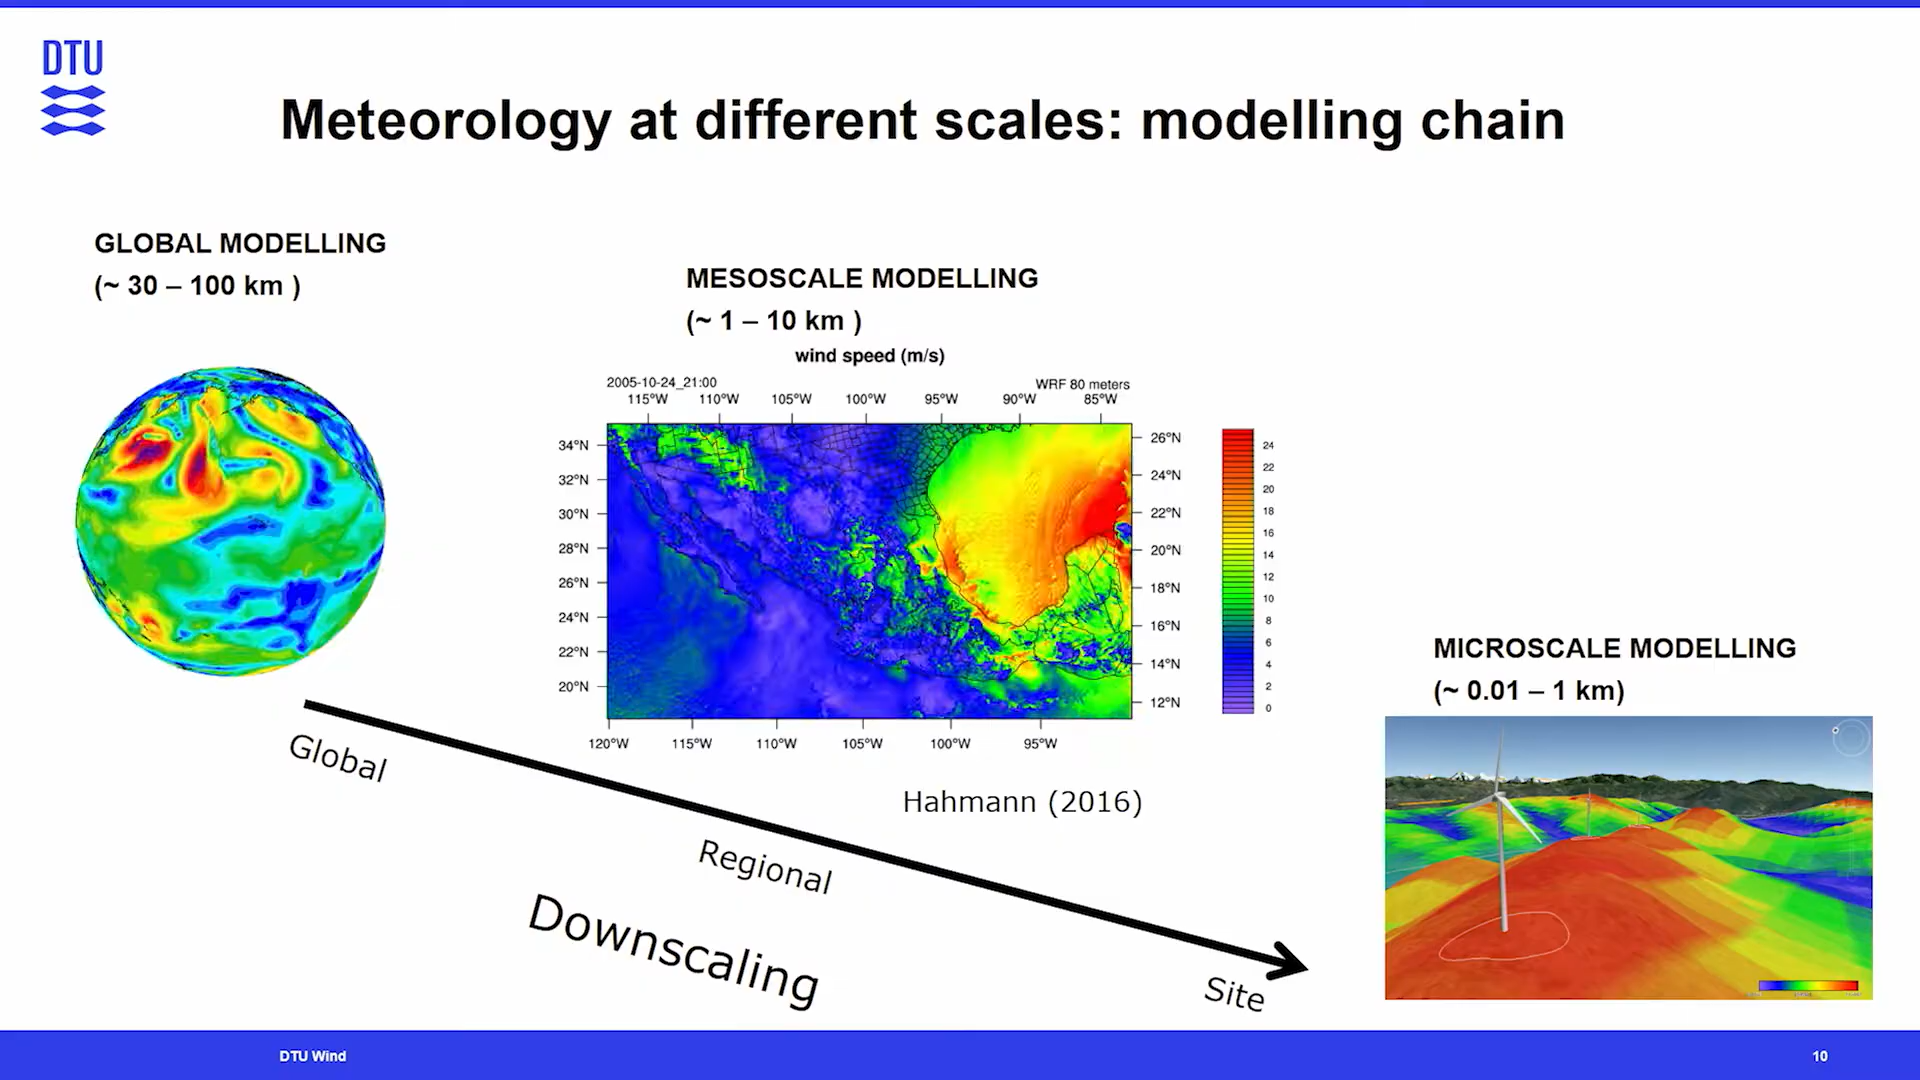 DTU
Meteorology at different scales: modelling chain
GLOBAL MODELLING
(~ 30 – 100 km )
MESOSCALE MODELLING
(~ 1 – 10 km )
wind speed (m/s)
2005-10-24_21:00 WRF 80 meters
115°W 110°W 105°W 100°W 95°W 90°W 85°W
34°N
32°N
30°N
28°N
26°N
24°N
22°N
20°N
26°N
24°N
22°N
20°N
18°N
16°N
14°N
12°N
120°W 115°W 110°W 105°W 100°W 95°W
24
22
20
18
16
14
12
10
8
6
4
2
0
Hahmann (2016)
MICROSCALE MODELLING
(~ 0.01 – 1 km)
Global
Regional
Downscaling
Site
DTU Wind
10